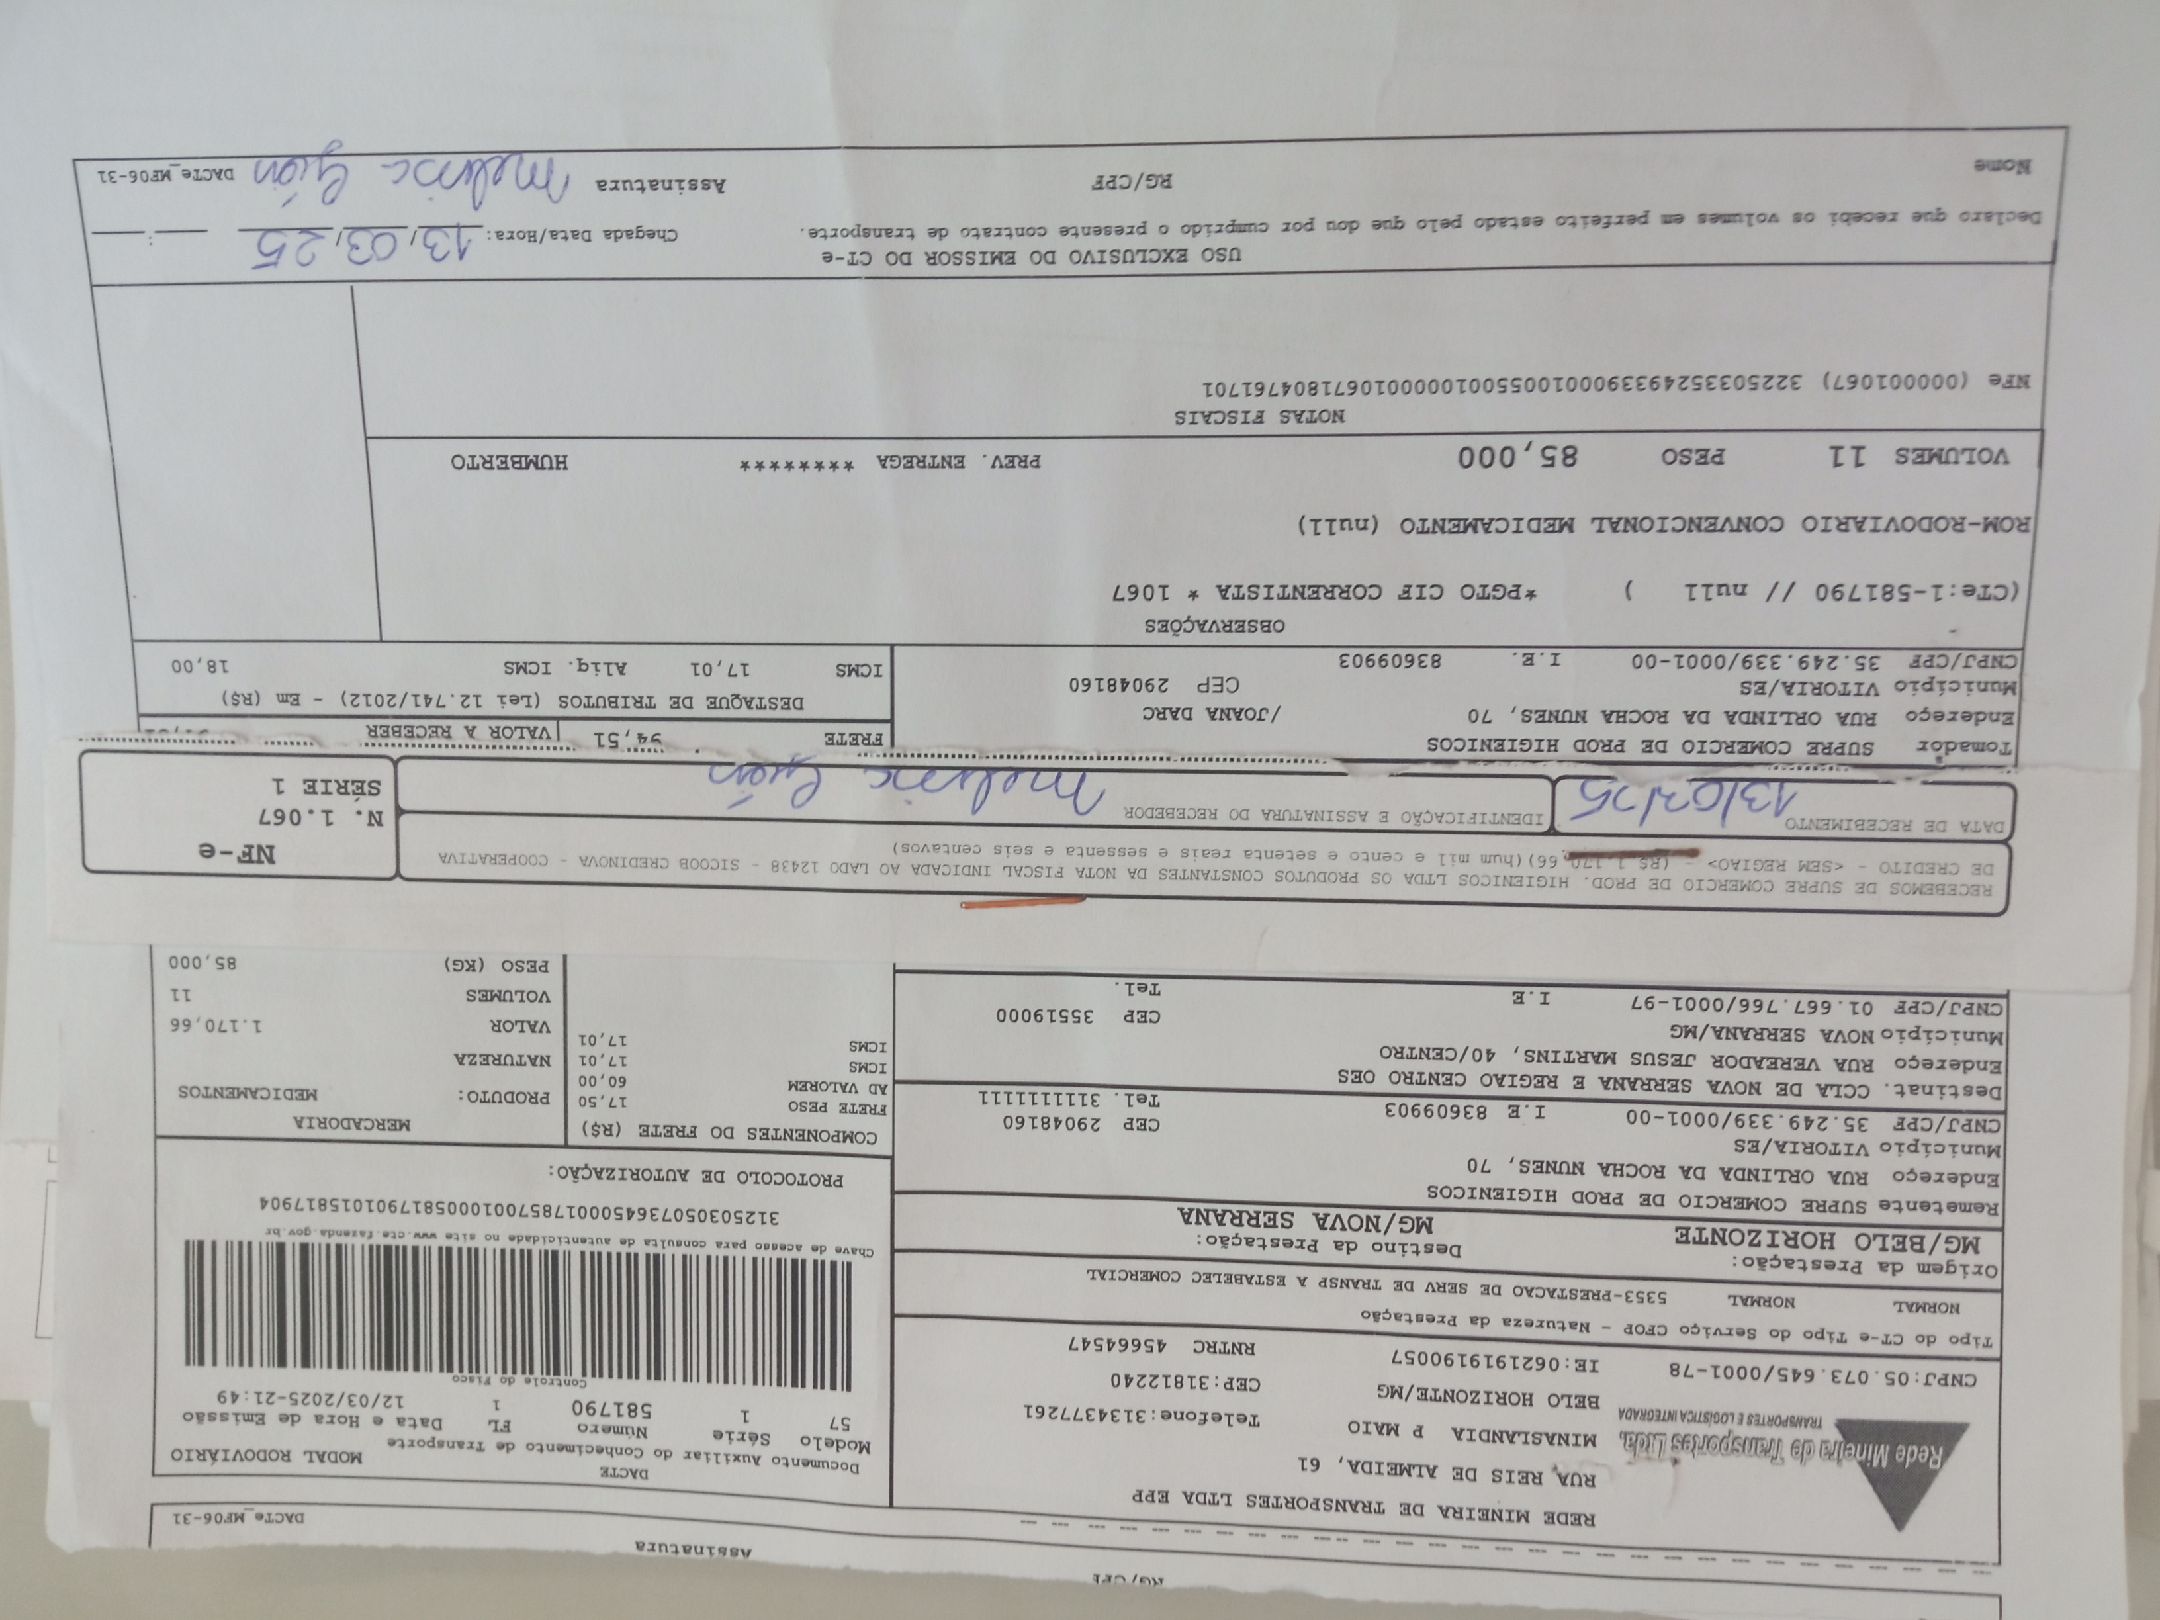 Assinatura
DACTe_MF06-31
REDE MINEIRA DE TRANSPORTES LTDA EPP
RUA REIS DE ALMEIDA, 61
Rede Mineira de Transportes Ltda.
TRANSPORTES E LOGÍSTICA INTEGRADA
MINASLANDIA P MAIO Telefone:3134377261
BELO HORIZONTE/MG CEP:31812240
CNPJ:05.073.645/0001-78 IE:0621919190057 RNTRC 45664547
DACTE
Documento Auxiliar do Conhecimento de Transporte
MODAL RODOVIÁRIO
Modelo Série Número FL Data e Hora de Emissão
57 1 581790 1 12/03/2025-21:49
Controle do Fisco
Chave de acesso para consulta de autenticidade no site www.cte.fazenda.gov.br
31250305073645000178570010005817901015817904
PROTOCOLO DE AUTORIZAÇÃO:
Tipo do CT-e Tipo do Serviço CFOP - Natureza da Prestação
NORMAL NORMAL 5353-PRESTACAO DE SERV DE TRANSP A ESTABELEC COMERCIAL
Origem da Prestação: Destino da Prestação:
MG/BELO HORIZONTE MG/NOVA SERRANA
Remetente SUPRE COMERCIO DE PROD HIGIENICOS
Endereço RUA ORLINDA DA ROCHA NUNES, 70
Município VITORIA/ES CEP 29048160
CNPJ/CPF 35.249.339/0001-00 I.E 83609903 Tel. 3111111111
Destinat. CCLA DE NOVA SERRANA E REGIAO CENTRO OES
Endereço RUA VEREADOR JESUS MARTINS, 40/CENTRO
Município NOVA SERRANA/MG CEP 35519000
CNPJ/CPF 01.667.766/0001-97 I.E Tel.
COMPONENTES DO FRETE (R$)
FRETE PESO 17,50
AD VALOREM 60,00
ICMS 17,01
ICMS 17,01
MERCADORIA
PRODUTO: MEDICAMENTOS
NATUREZA
VALOR 1.170,66
VOLUMES 11
PESO (KG) 85,000
RECEBEMOS DE SUPRE COMERCIO DE PROD. HIGIENICOS LTDA OS PRODUTOS CONSTANTES DA NOTA FISCAL INDICADA AO LADO 12438 - SICOOB CREDINOVA - COOPERATIVA
DE CREDITO - <SEM REGIAO> - (R$ 1.170,66)(hum mil e cento e setenta reais e sessenta e seis centavos)
DATA DE RECEBIMENTO
13/03/25
IDENTIFICAÇÃO E ASSINATURA DO RECEBEDOR
NF-e
N. 1.067
SÉRIE 1
Tomador SUPRE COMERCIO DE PROD HIGIENICOS
Endereço RUA ORLINDA DA ROCHA NUNES, 70 /JOANA DARC
Município VITORIA/ES CEP 29048160
CNPJ/CPF 35.249.339/0001-00 I.E. 83609903
FRETE 94,51 VALOR A RECEBER
DESTAQUE DE TRIBUTOS (Lei 12.741/2012) - Em (R$)
ICMS 17,01 Aliq. ICMS 18,00
OBSERVAÇÕES
(CTe:1-581790 // null ) *PGTO CIF CORRENTISTA * 1067
ROM-RODOVIARIO CONVENCIONAL MEDICAMENTO (null)
VOLUMES 11 PESO 85,000 PREV. ENTREGA ******** HUMBERTO
NOTAS FISCAIS
NFe (000001067) 32250335249339000100550010000010671804761701
USO EXCLUSIVO DO EMISSOR DO CT-e
Declaro que recebi os volumes em perfeito estado pelo que dou por cumprido o presente contrato de transporte.
Chegada Data/Hora: 13/03/25 :
Nome RG/CPF Assinatura
DACTe_MF06-31